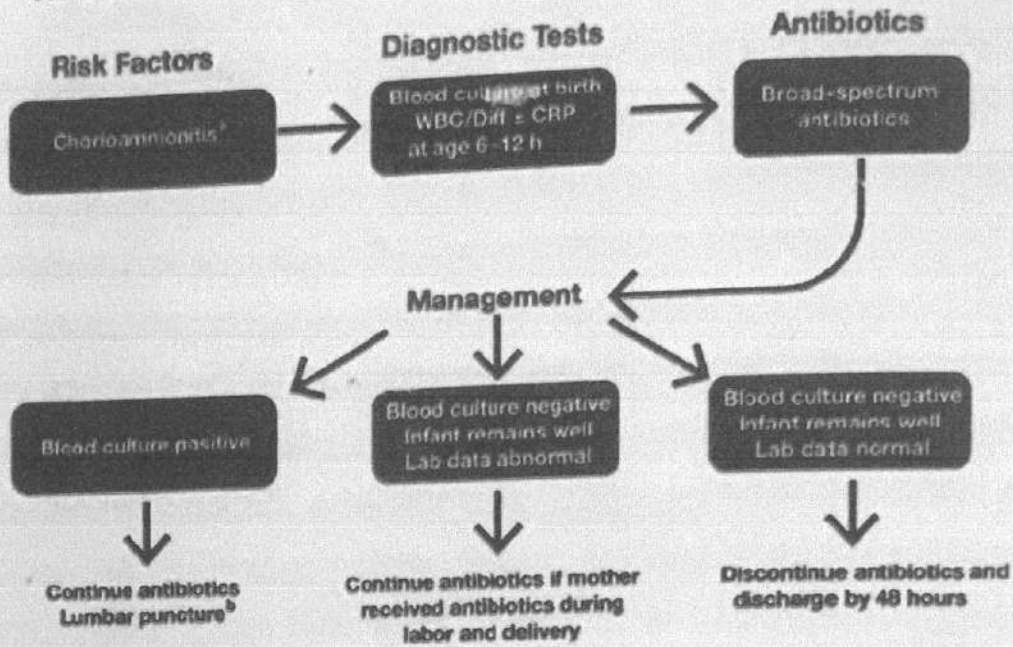 Risk Factors
Diagnostic Tests
Antibiotics
Chorioamnionitis
Blood culture at birth
WBC/Diff ± CRP
at age 6-12 h
Broad-spectrum
antibiotics
Management
Blood culture positive
Blood culture negative
Infant remains well
Lab data abnormal
Blood culture negative
Infant remains well
Lab data normal
Continue antibiotics
Lumbar puncture b
Continue antibiotics if mother
received antibiotics during
labor and delivery
Discontinue antibiotics and
discharge by 48 hours